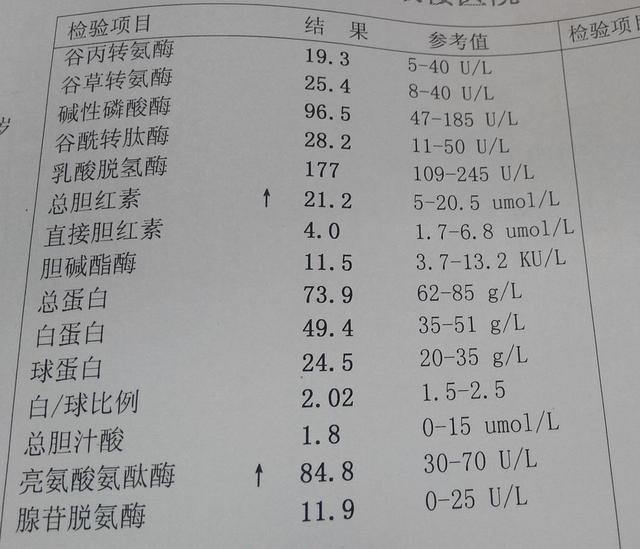 检验项目 结 果 参考值 检验项目
谷丙转氨酶 19.3 5-40 U/L
谷草转氨酶 25.4 8-40 U/L
碱性磷酸酶 96.5 47-185 U/L
谷酰转肽酶 28.2 11-50 U/L
乳酸脱氢酶 177 109-245 U/L
总胆红素 ↑ 21.2 5-20.5 umol/L
直接胆红素 4.0 1.7-6.8 umol/L
胆碱酯酶 11.5 3.7-13.2 KU/L
总蛋白 73.9 62-85 g/L
白蛋白 49.4 35-51 g/L
球蛋白 24.5 20-35 g/L
白/球比例 2.02 1.5-2.5
总胆汁酸 1.8 0-15 umol/L
亮氨酸氨酞酶 ↑ 84.8 30-70 U/L
腺苷脱氨酶 11.9 0-25 U/L